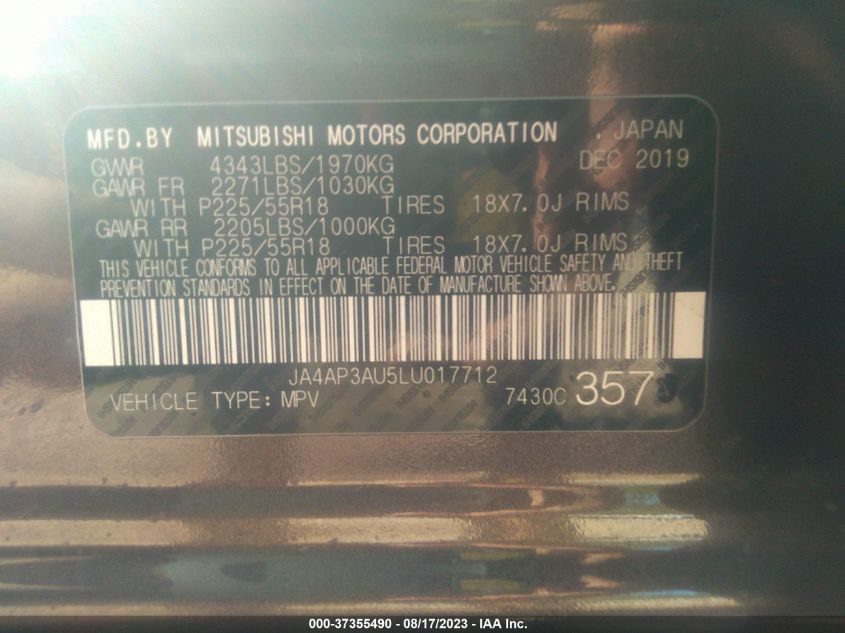 MFD.BY MITSUBISHI MOTORS CORPORATION . JAPAN
GVWR 4343LBS/1970KG DEC 2019
GAWR FR 2271LBS/1030KG
WITH P225/55R18 TIRES 18X7.0J RIMS
GAWR RR 2205LBS/1000KG
WITH P225/55R18 TIRES 18X7.0J RIMS
THIS VEHICLE CONFORMS TO ALL APPLICABLE FEDERAL MOTOR VEHICLE SAFETY AND THEFT
PREVENTION STANDARDS IN EFFECT ON THE DATE OF MANUFACTURE SHOWN ABOVE.
JA4AP3AU5LU017712
VEHICLE TYPE: MPV 7430C 357
000-37355490 - 08/17/2023 - IAA Inc.